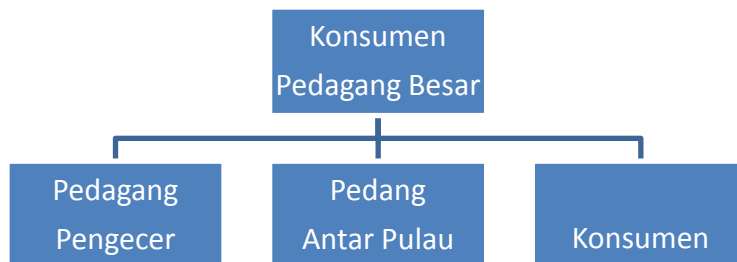 Konsumen
Pedagang Besar
Pedagang
Pengecer
Pedang
Antar Pulau
Konsumen